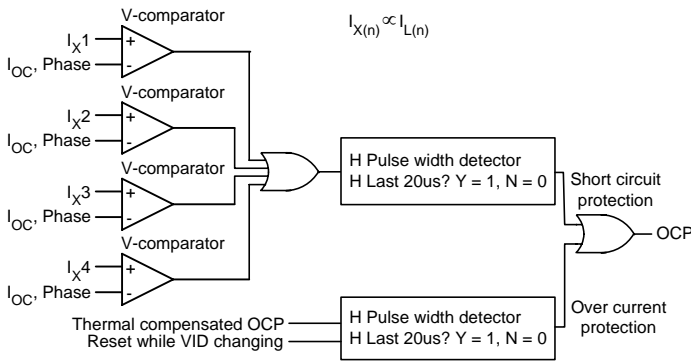 V-comparator
I_X(n) ∝ I_L(n)
I_X1
+
I_OC, Phase
-
V-comparator
I_X2
+
I_OC, Phase
-
V-comparator
I_X3
+
I_OC, Phase
-
V-comparator
I_X4
+
I_OC, Phase
-
H Pulse width detector
H Last 20us? Y = 1, N = 0
Short circuit
protection
OCP
Thermal compensated OCP
Reset while VID changing
H Pulse width detector
H Last 20us? Y = 1, N = 0
Over current
protection